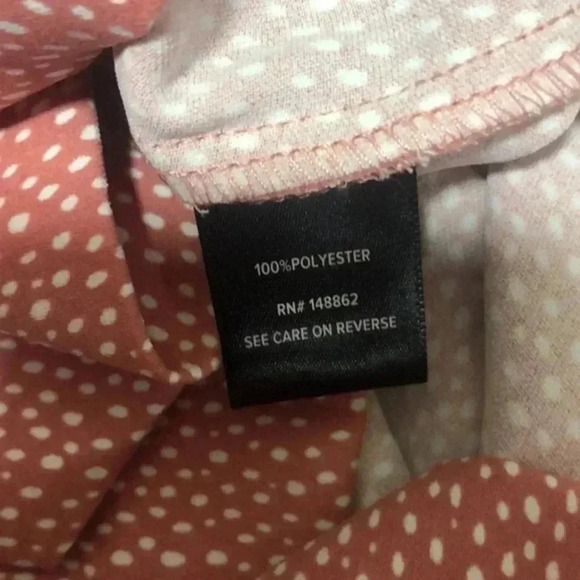 100%POLYESTER
RN# 148862
SEE CARE ON REVERSE